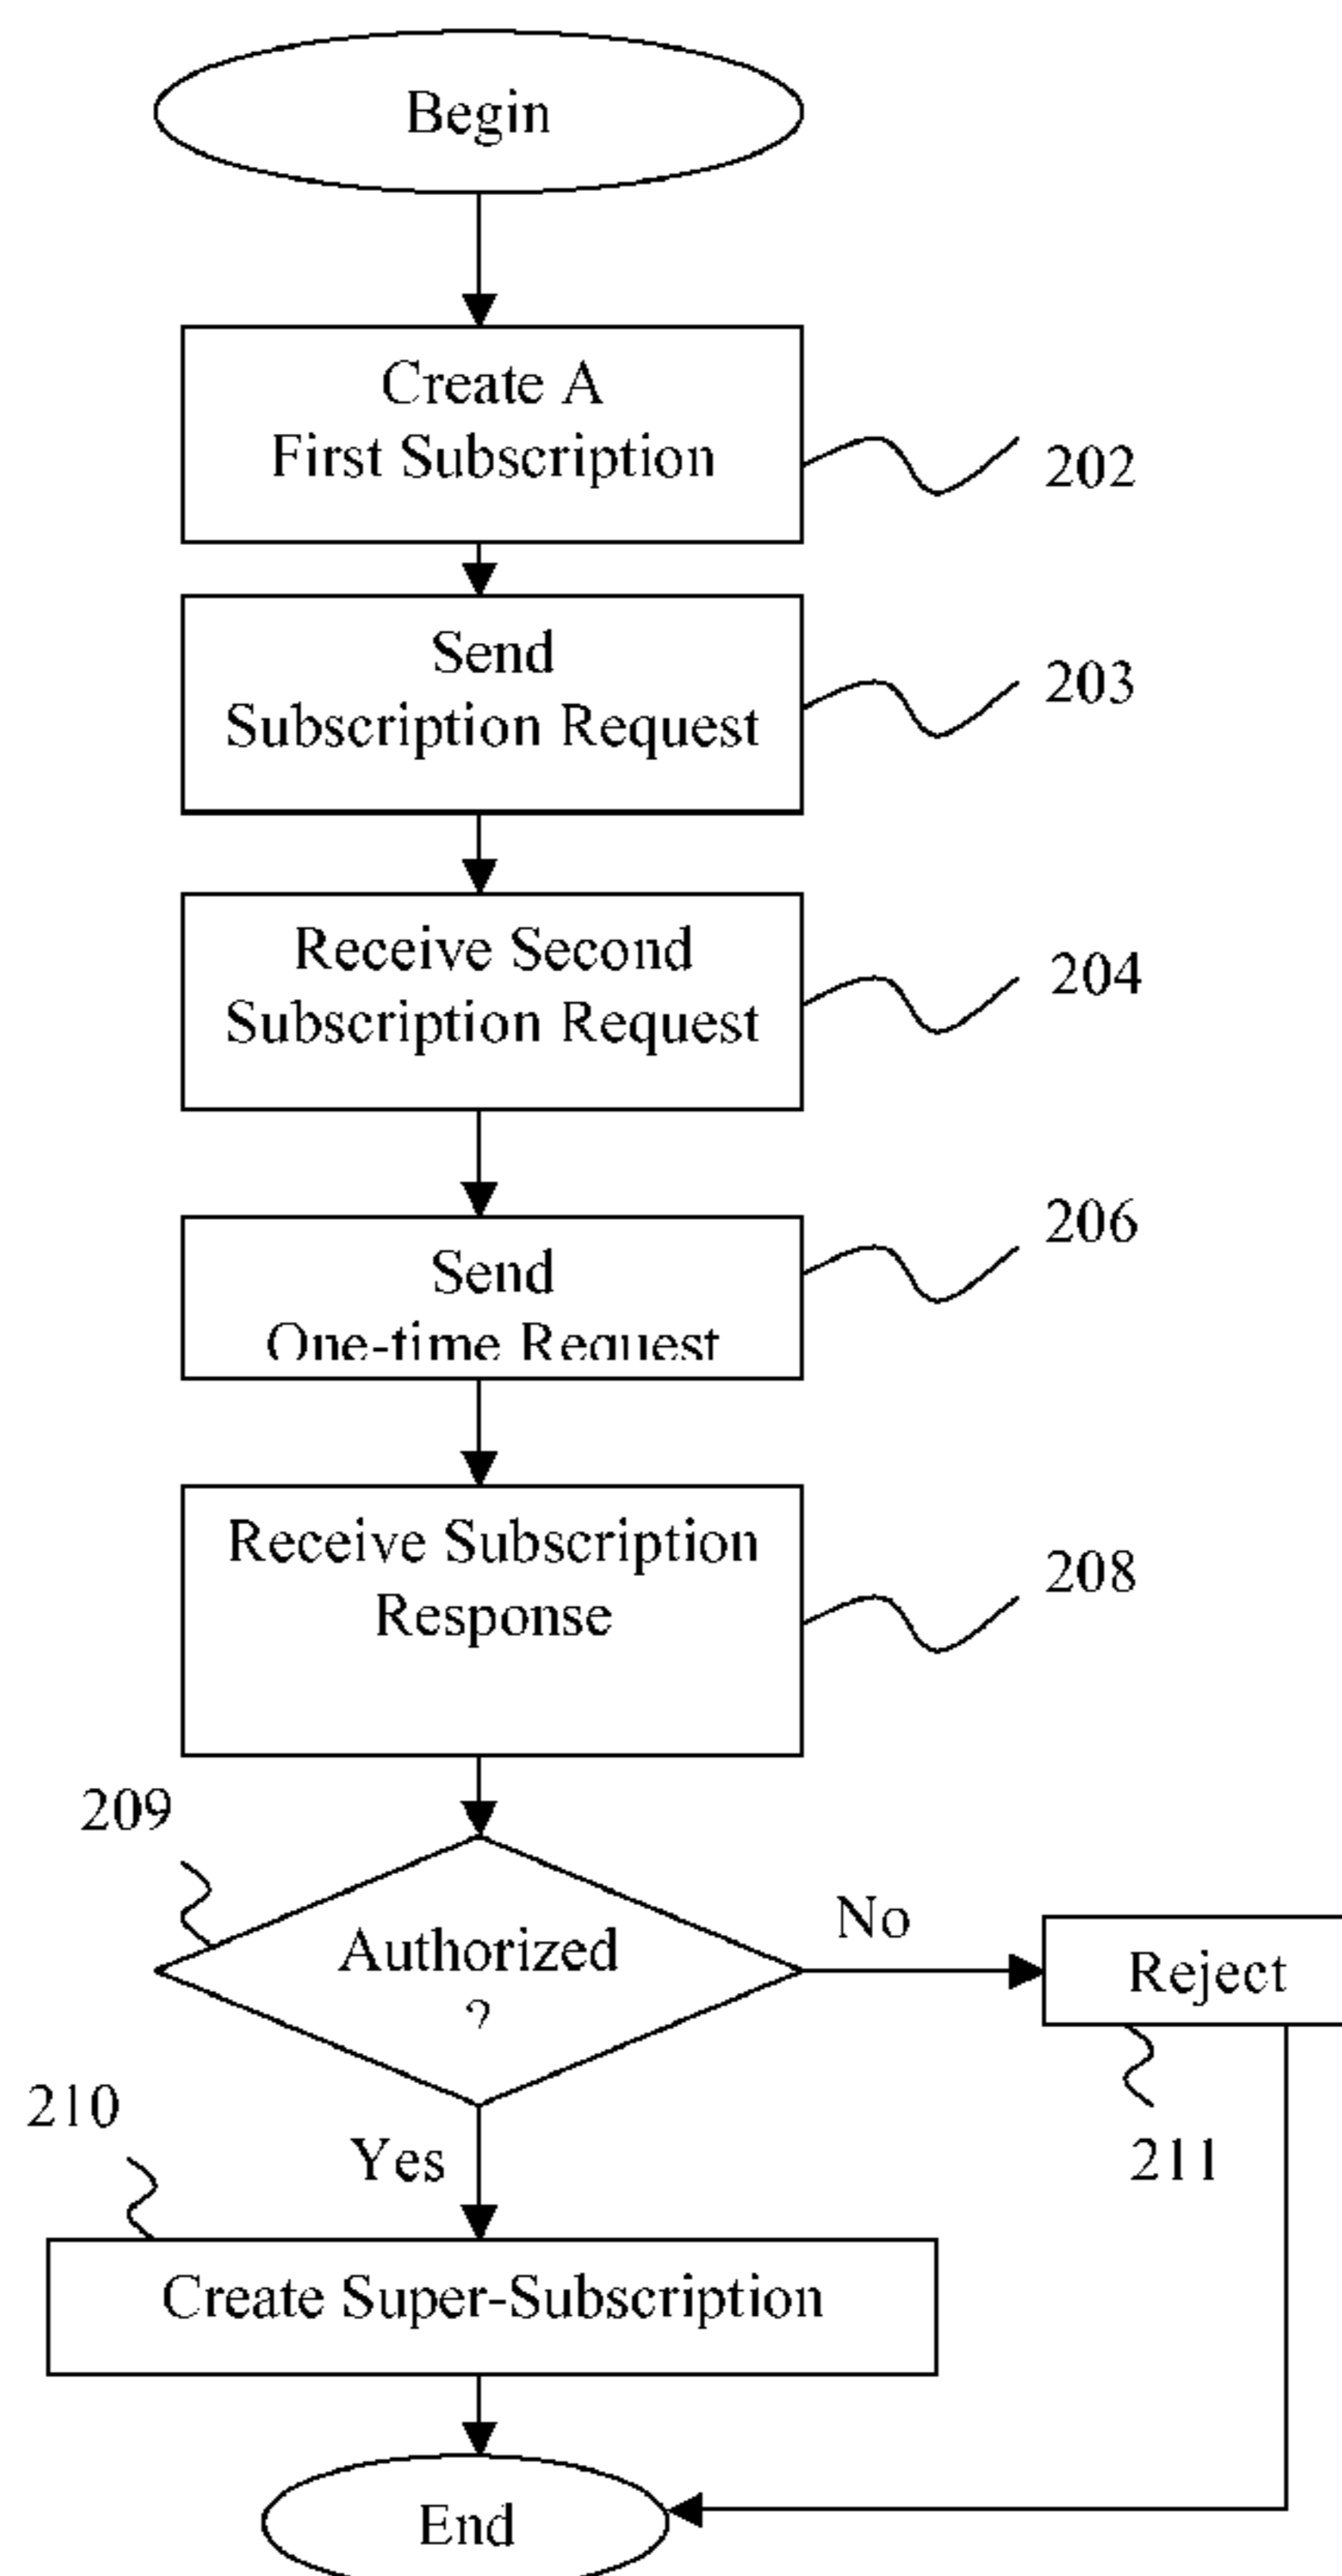 Begin
Create A
First Subscription
202
Send
Subscription Request
203
Receive Second
Subscription Request
204
Send
One-time Request
206
Receive Subscription
Response
208
209
Authorized
?
No
Reject
211
210
Yes
Create Super-Subscription
End